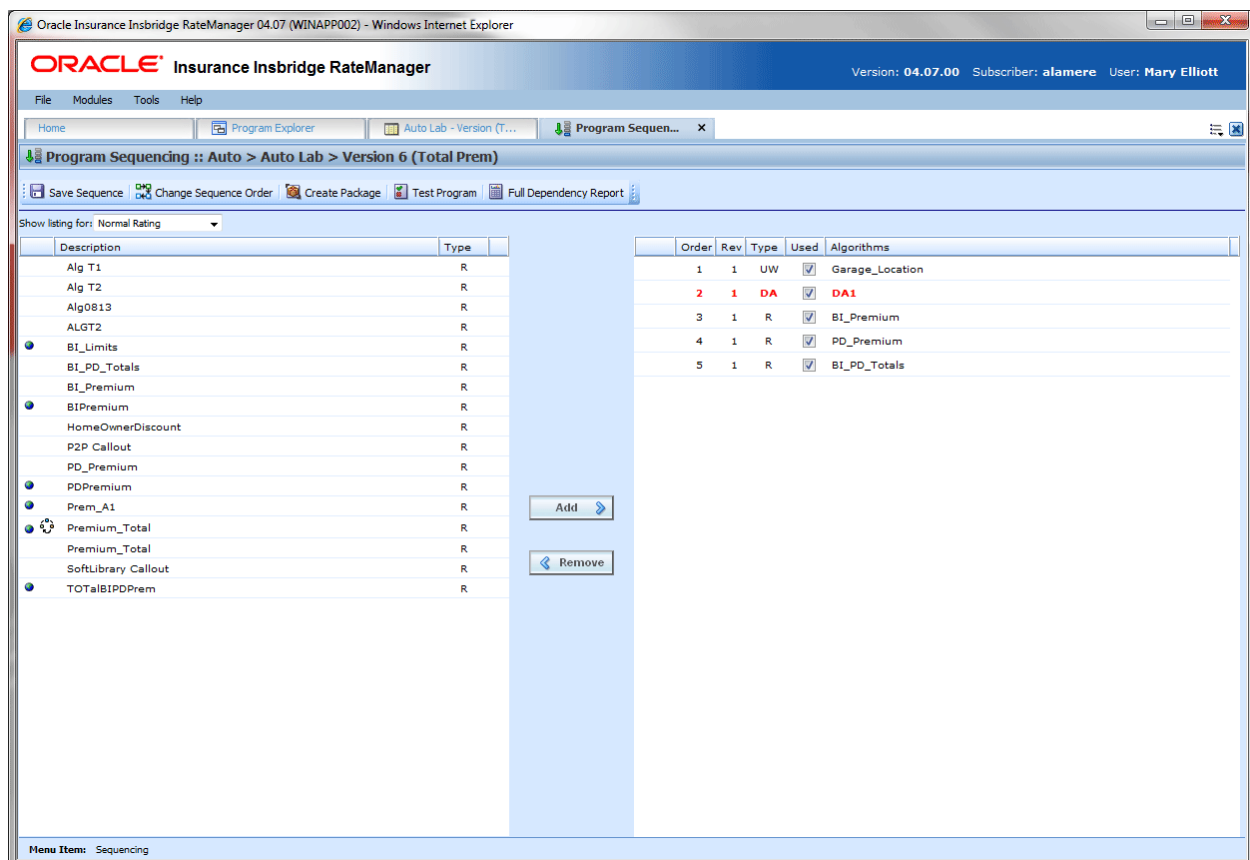 Oracle Insurance Insbridge RateManager 04.07 (WINAPP002) - Windows Internet Explorer
ORACLE Insurance Insbridge RateManager
Version: 04.07.00 Subscriber: alamere User: Mary Elliott
File Modules Tools Help
Home Program Explorer Auto Lab - Version (T... Program Sequen... x
Program Sequencing :: Auto > Auto Lab > Version 6 (Total Prem)
Save Sequence Change Sequence Order Create Package Test Program Full Dependency Report
Show listing for: Normal Rating
Description Type
Alg T1 R
Alg T2 R
Alg0813 R
ALGT2 R
BI_Limits R
BI_PD_Totals R
BI_Premium R
BIPremium R
HomeOwnerDiscount R
P2P Callout R
PD_Premium R
PDPremium R
Prem_A1 R
Premium_Total R
Premium_Total R
SoftLibrary Callout R
TOTalBIPDPrem R
Add
Remove
Order Rev Type Used Algorithms
1 1 UW Garage_Location
2 1 DA DA1
3 1 R BI_Premium
4 1 R PD_Premium
5 1 R BI_PD_Totals
Menu Item: Sequencing